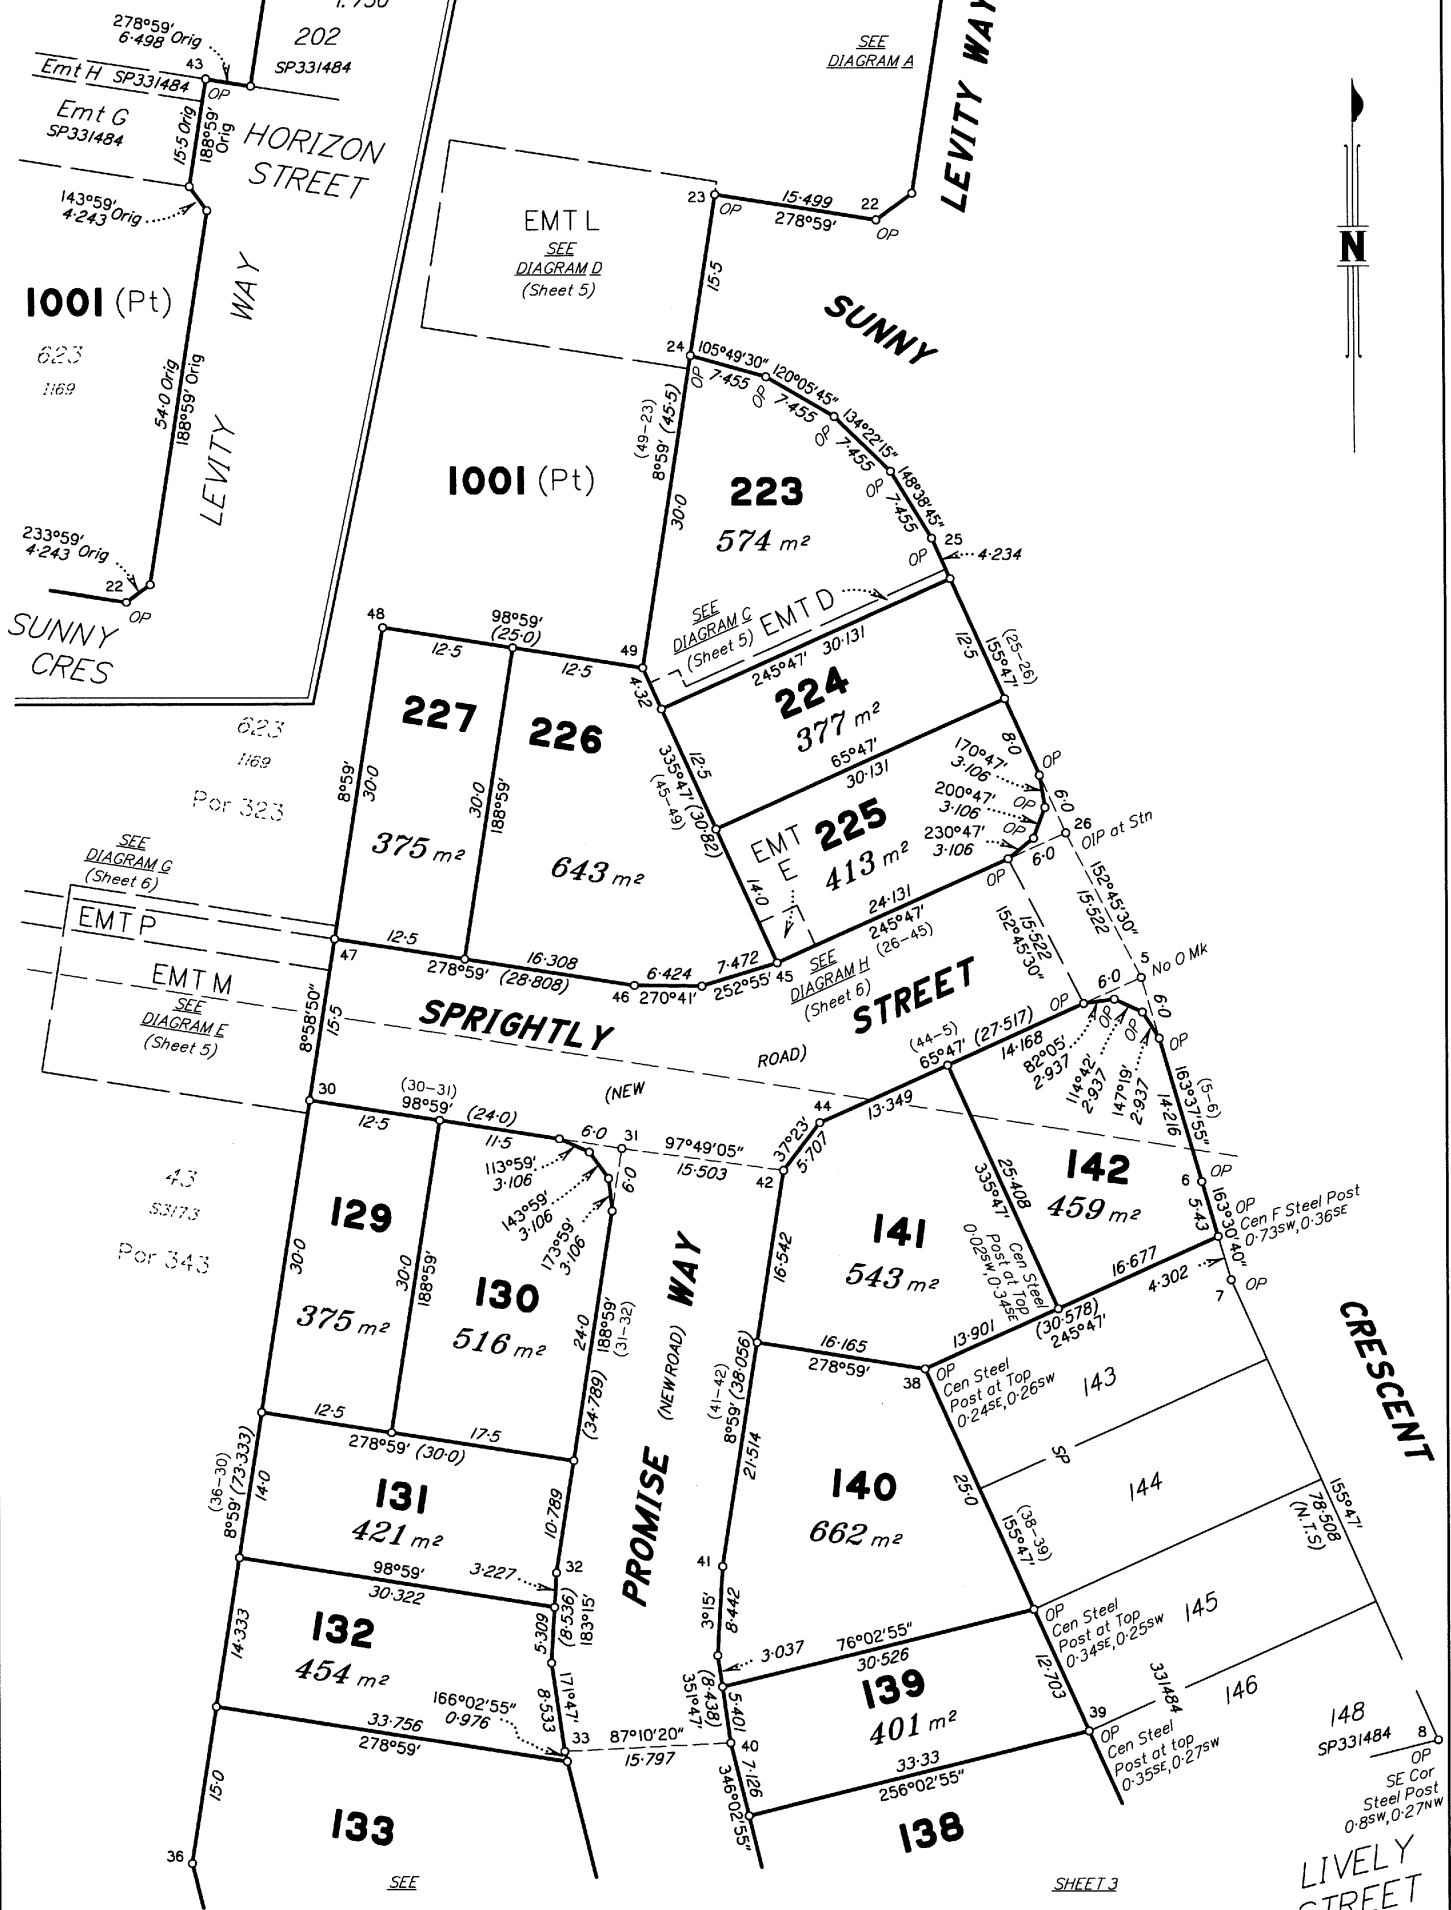 1.750
278°59'
6·498 Orig
202
SP331484
43
OP
Emt H SP331484
Emt G
SP331484
15·5 Orig
188°59'
Orig
HORIZON
STREET
143°59'
4·243 Orig
1001 (Pt)
623
1169
54·0 Orig
188°59' Orig
LEVITY WAY
233°59'
4·243 Orig
22
OP
SUNNY
CRES
SEE
DIAGRAM A
LEVITY WAY
N
EMT L
SEE
DIAGRAM D
(Sheet 5)
23
OP
15·499
278°59'
22
OP
15·5
SUNNY
24
OP
105°49'30"
7·455
OP
120°05'45"
7·455
OP
134°22'15"
7·455
OP
148°38'45"
7·455
25
OP
4·234
(49-23)
8°59' (45·5)
30·0
1001 (Pt)
223
574 m²
SEE
DIAGRAM C
(Sheet 5)
EMT D
48
98°59'
(25·0)
12·5
12·5
49
4·32
245°47' 30·131
12·5
155°47'
(25-26)
224
377 m²
227
375 m²
226
643 m²
8°59'
30·0
30·0
188°59'
12·5
335°47' (30·82)
(45-49)
14·0
65°47'
30·131
8·0
170°47'
3·106
OP
200°47'
3·106
OP
230°47'
3·106
OP
6·0
26
OIP at Stn
6·0
OP
EMT
E
225
413 m²
24·131
245°47'
(26-45)
152°45'30"
15·522
15·522
152°45'30"
623
1169
Por 323
SEE
DIAGRAM G
(Sheet 6)
EMT P
EMT M
SEE
DIAGRAM E
(Sheet 5)
47
12·5
278°59' (28·808)
16·308
46
6·424
270°41'
7·472
252°55'
45
SEE
DIAGRAM H
(Sheet 6)
8°58'50"
15·5
SPRIGHTLY STREET
(NEW ROAD)
5
No O Mk
6·0
6·0
OP
OP
OP
OP
82°05'
2·937
114°42'
2·937
147°19'
2·937
(44-5)
65°47' (27·517)
14·168
13·349
44
37°23'
5·707
42
(5-6)
163°37'55"
14·216
6
OP
5·43
163°30'40"
OP
Cen F Steel Post
0·73SW,0·36SE
4·302
7
OP
30
(30-31)
98°59' (24·0)
12·5
11·5
6·0
31
6·0
97°49'05"
15·503
113°59'
3·106
143°59'
3·106
173°59'
3·106
43
S3173
Por 343
129
375 m²
30·0
30·0
188°59'
130
516 m²
24·0
188°59'
(31-32)
(34·789)
141
543 m²
16·542
25·408
335°47'
Cen Steel
Post at Top
0·02SW,0·34SE
142
459 m²
16·677
13·901
(30·578)
245°47'
16·165
278°59'
38
OP
Cen Steel
Post at Top
0·24SE,0·26SW
143
CRESCENT
PROMISE WAY
(NEW ROAD)
(41-42)
8°59' (38·056)
21·514
140
662 m²
25·0
(38-39)
155°47'
SP
144
155°47'
78·508
(N.T.S)
12·5
278°59' (30·0)
17·5
(36-30)
8°59' (73·333)
14·0
131
421 m²
10·789
32
3·227
98°59'
30·322
5·309
(8·536)
183°15'
41
3°15'
8·442
3·037
76°02'55"
30·526
OP
Cen Steel
Post at Top
0·34SE,0·25SW
145
132
454 m²
14·333
171°47'
8·533
166°02'55"
0·976
33
33·756
278°59'
87°10'20"
15·797
351°47'
(8·438)
5·401
40
139
401 m²
12·703
331484
39
OP
Cen Steel
Post at top
0·35SE,0·27SW
146
148
SP331484
8
OP
SE Cor
Steel Post
0·8SW,0·27NW
33·33
256°02'55"
346°02'55"
7·126
15·0
133
138
36
SEE
SHEET 3
LIVELY
STREET